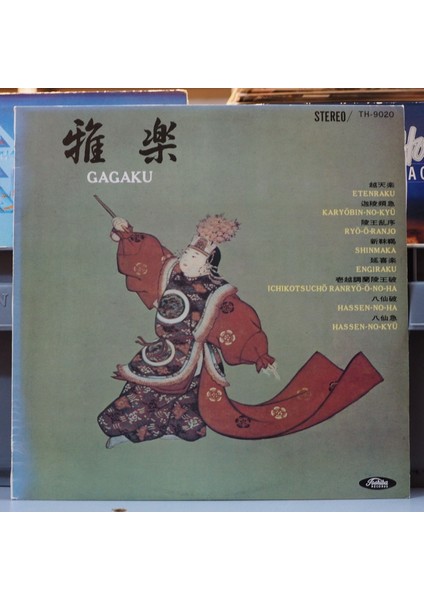 STEREO/ TH-9020
雅楽
GAGAKU
越天楽
ETENRAKU
迦陵頻急
KARYŌBIN-NO-KYŪ
陵王乱序
RYŌ-Ō-RANJO
新靺鞨
SHINMAKA
延喜楽
ENGIRAKU
壱越調蘭陵王破
ICHIKOTSUCHŌ RANRYŌ-Ō-NO-HA
八仙破
HASSEN-NO-HA
八仙急
HASSEN-NO-KYŪ
Toshiba
RECORDS